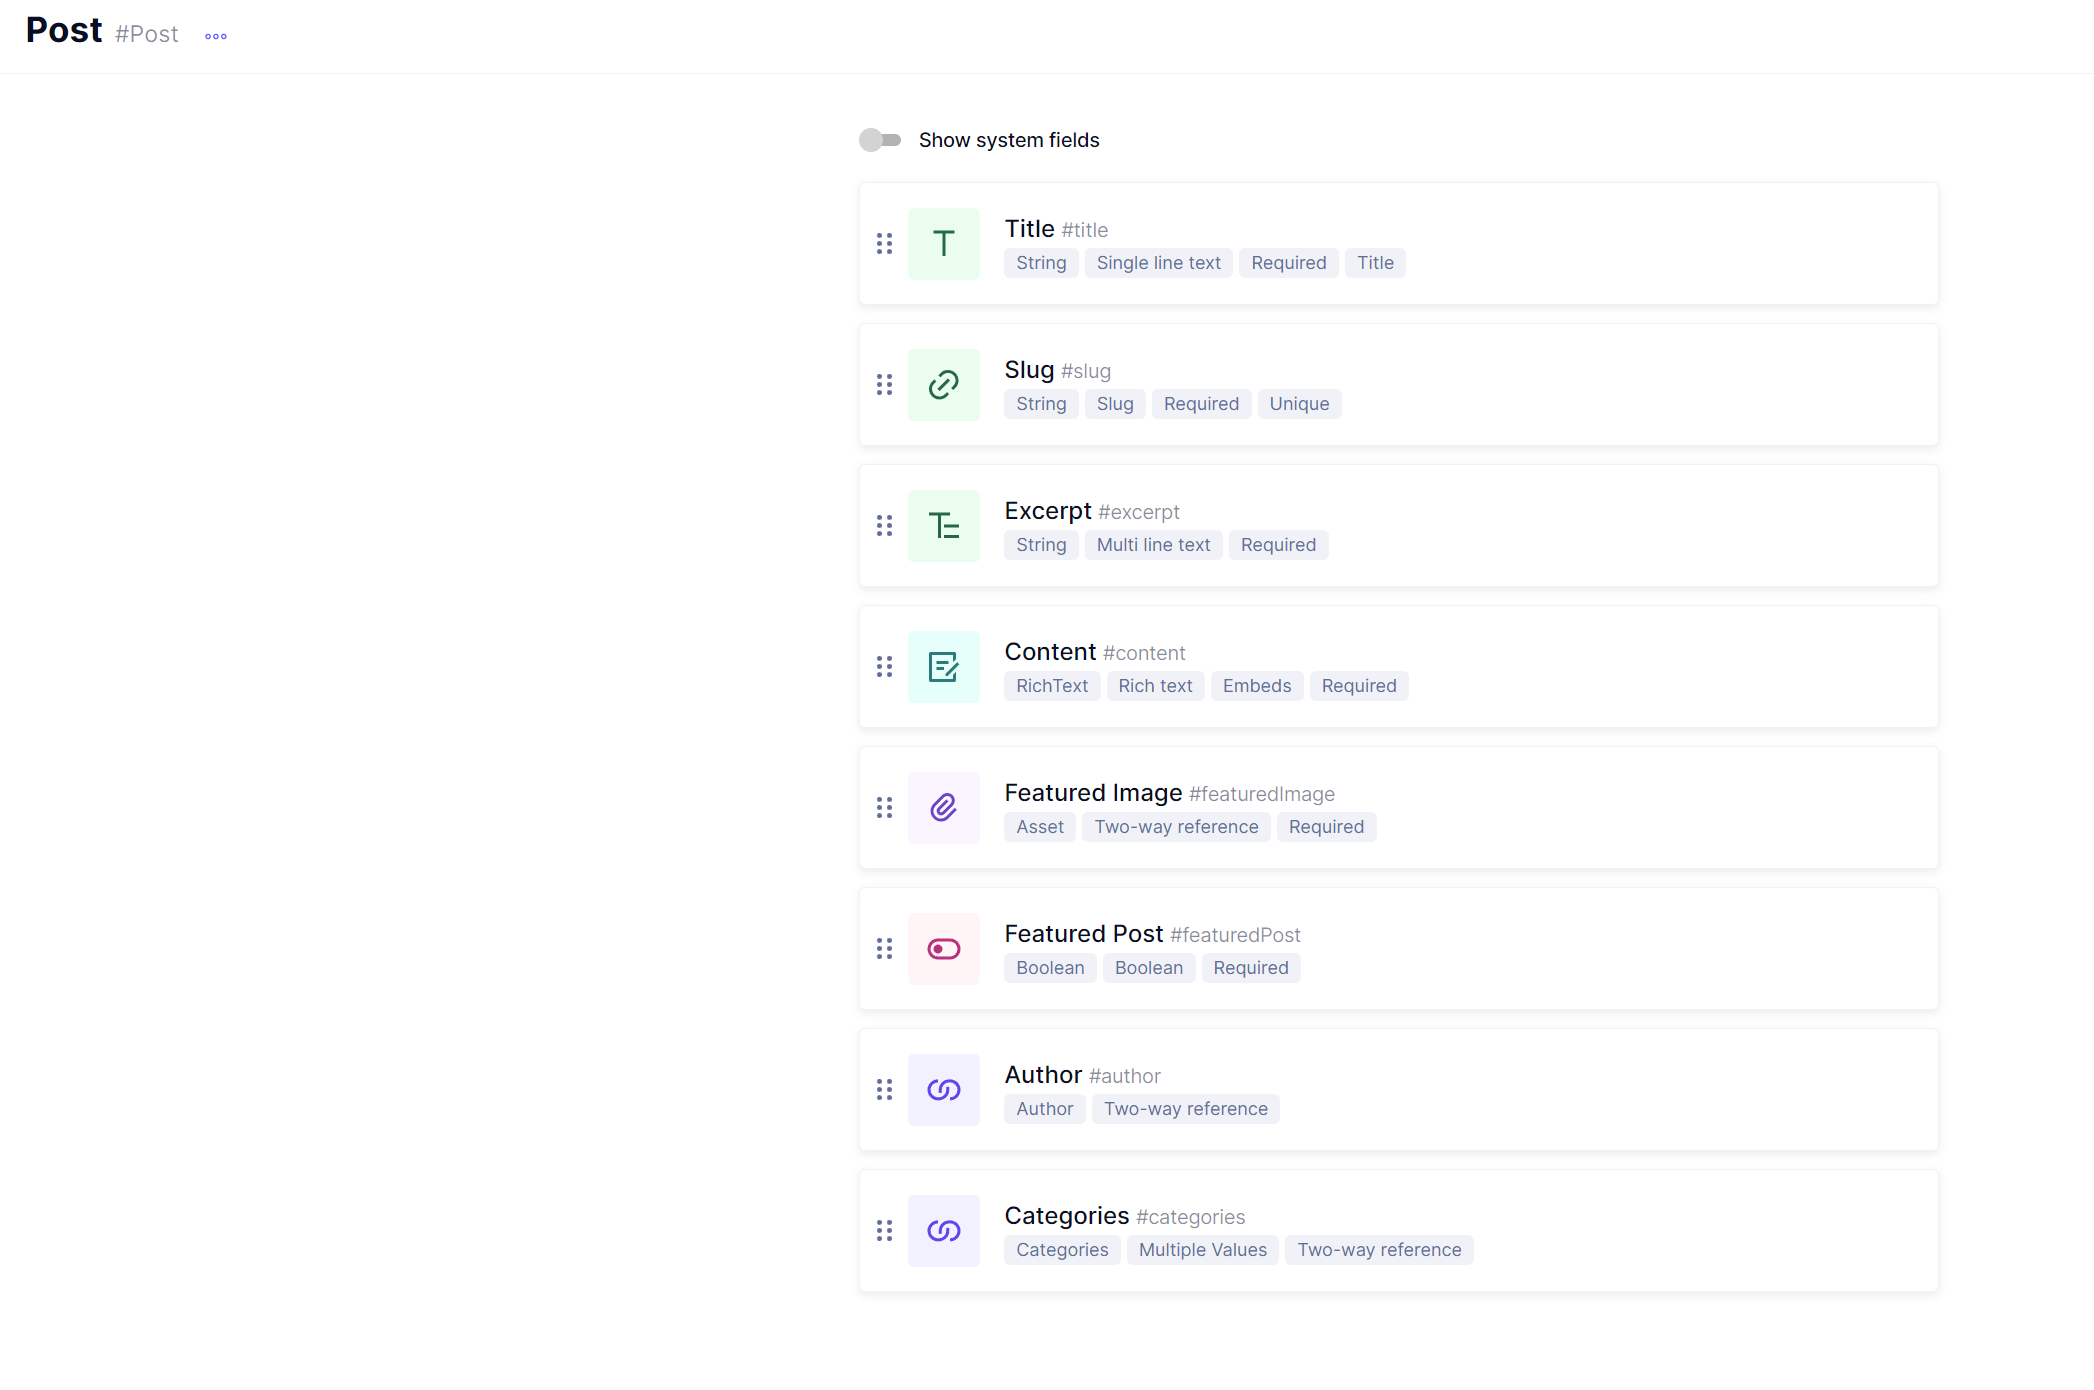 Post #Post
Show system fields
Title #title
String Single line text Required Title
Slug #slug
String Slug Required Unique
Excerpt #excerpt
String Multi line text Required
Content #content
RichText Rich text Embeds Required
Featured Image #featuredImage
Asset Two-way reference Required
Featured Post #featuredPost
Boolean Boolean Required
Author #author
Author Two-way reference
Categories #categories
Categories Multiple Values Two-way reference